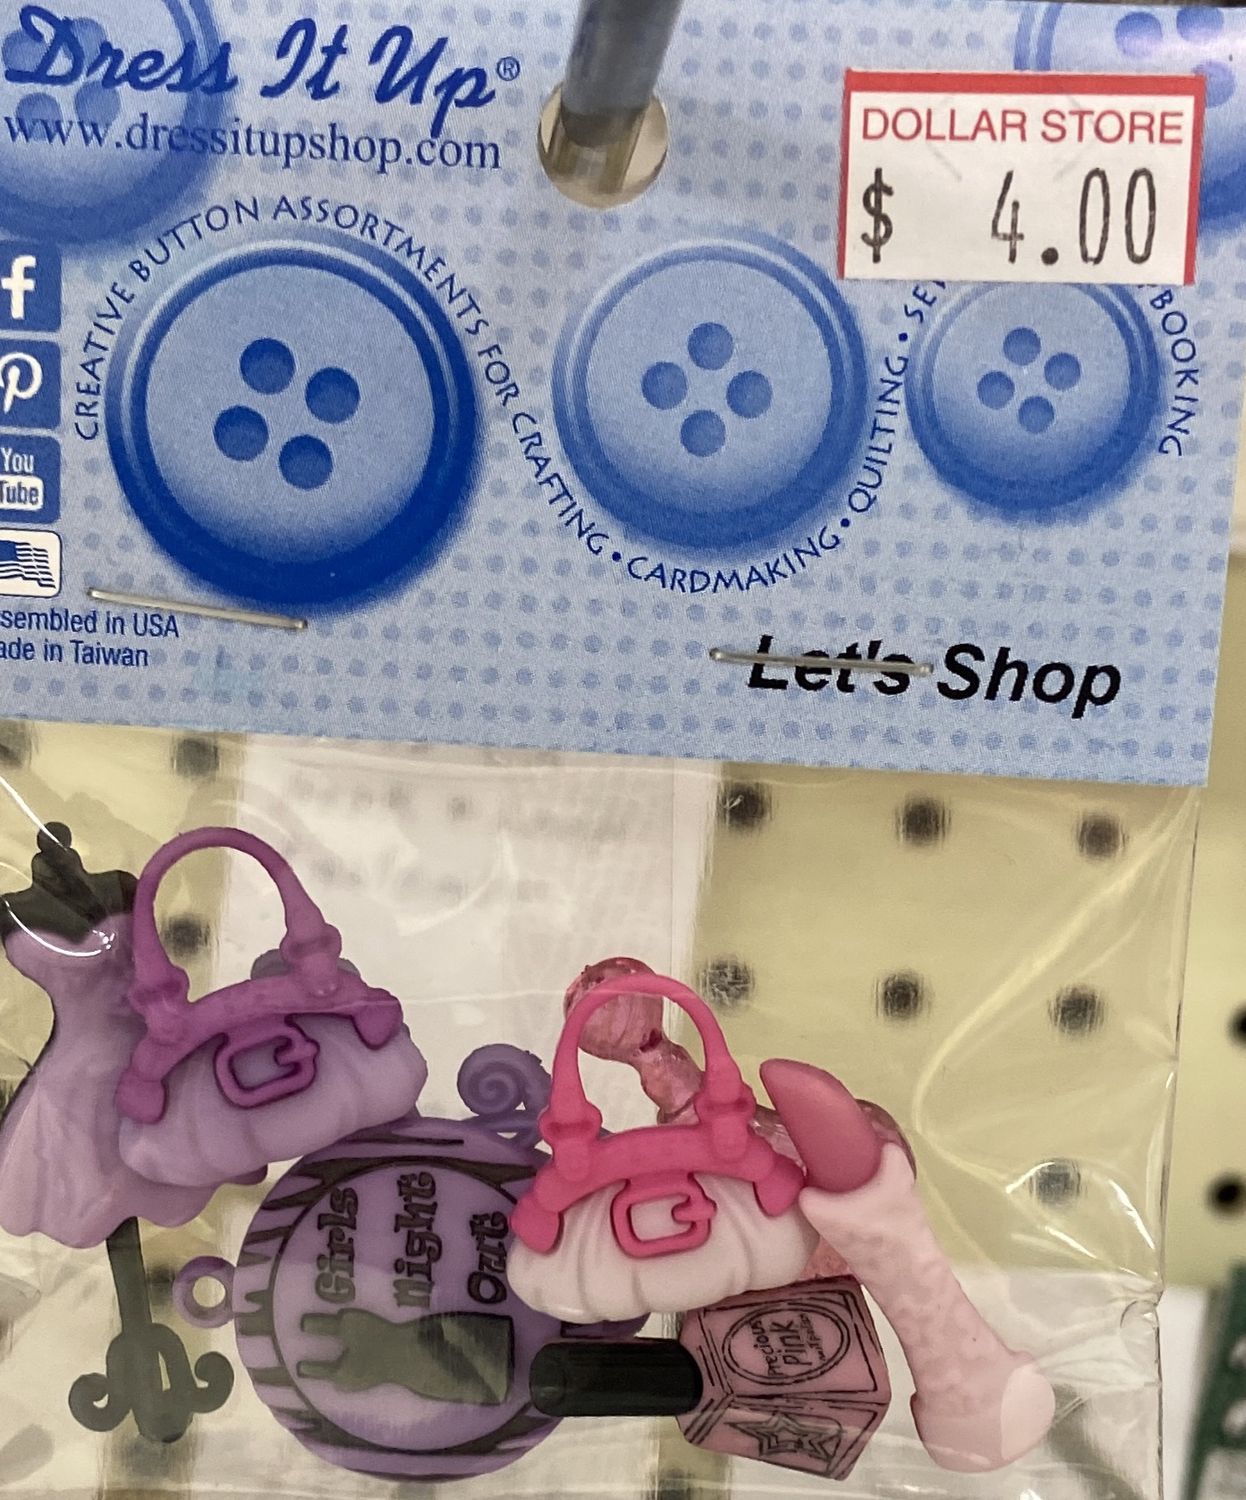 Dress It Up®
www.dressitupshop.com
DOLLAR STORE
$ 4.00
CREATIVE BUTTON ASSORTMENTS FOR CRAFTING • CARDMAKING • QUILTING • SE BOOKING
f
P
You
Tube
sembled in USA
ade in Taiwan
Let's Shop
Girls
Night
Out
Precious
Pink